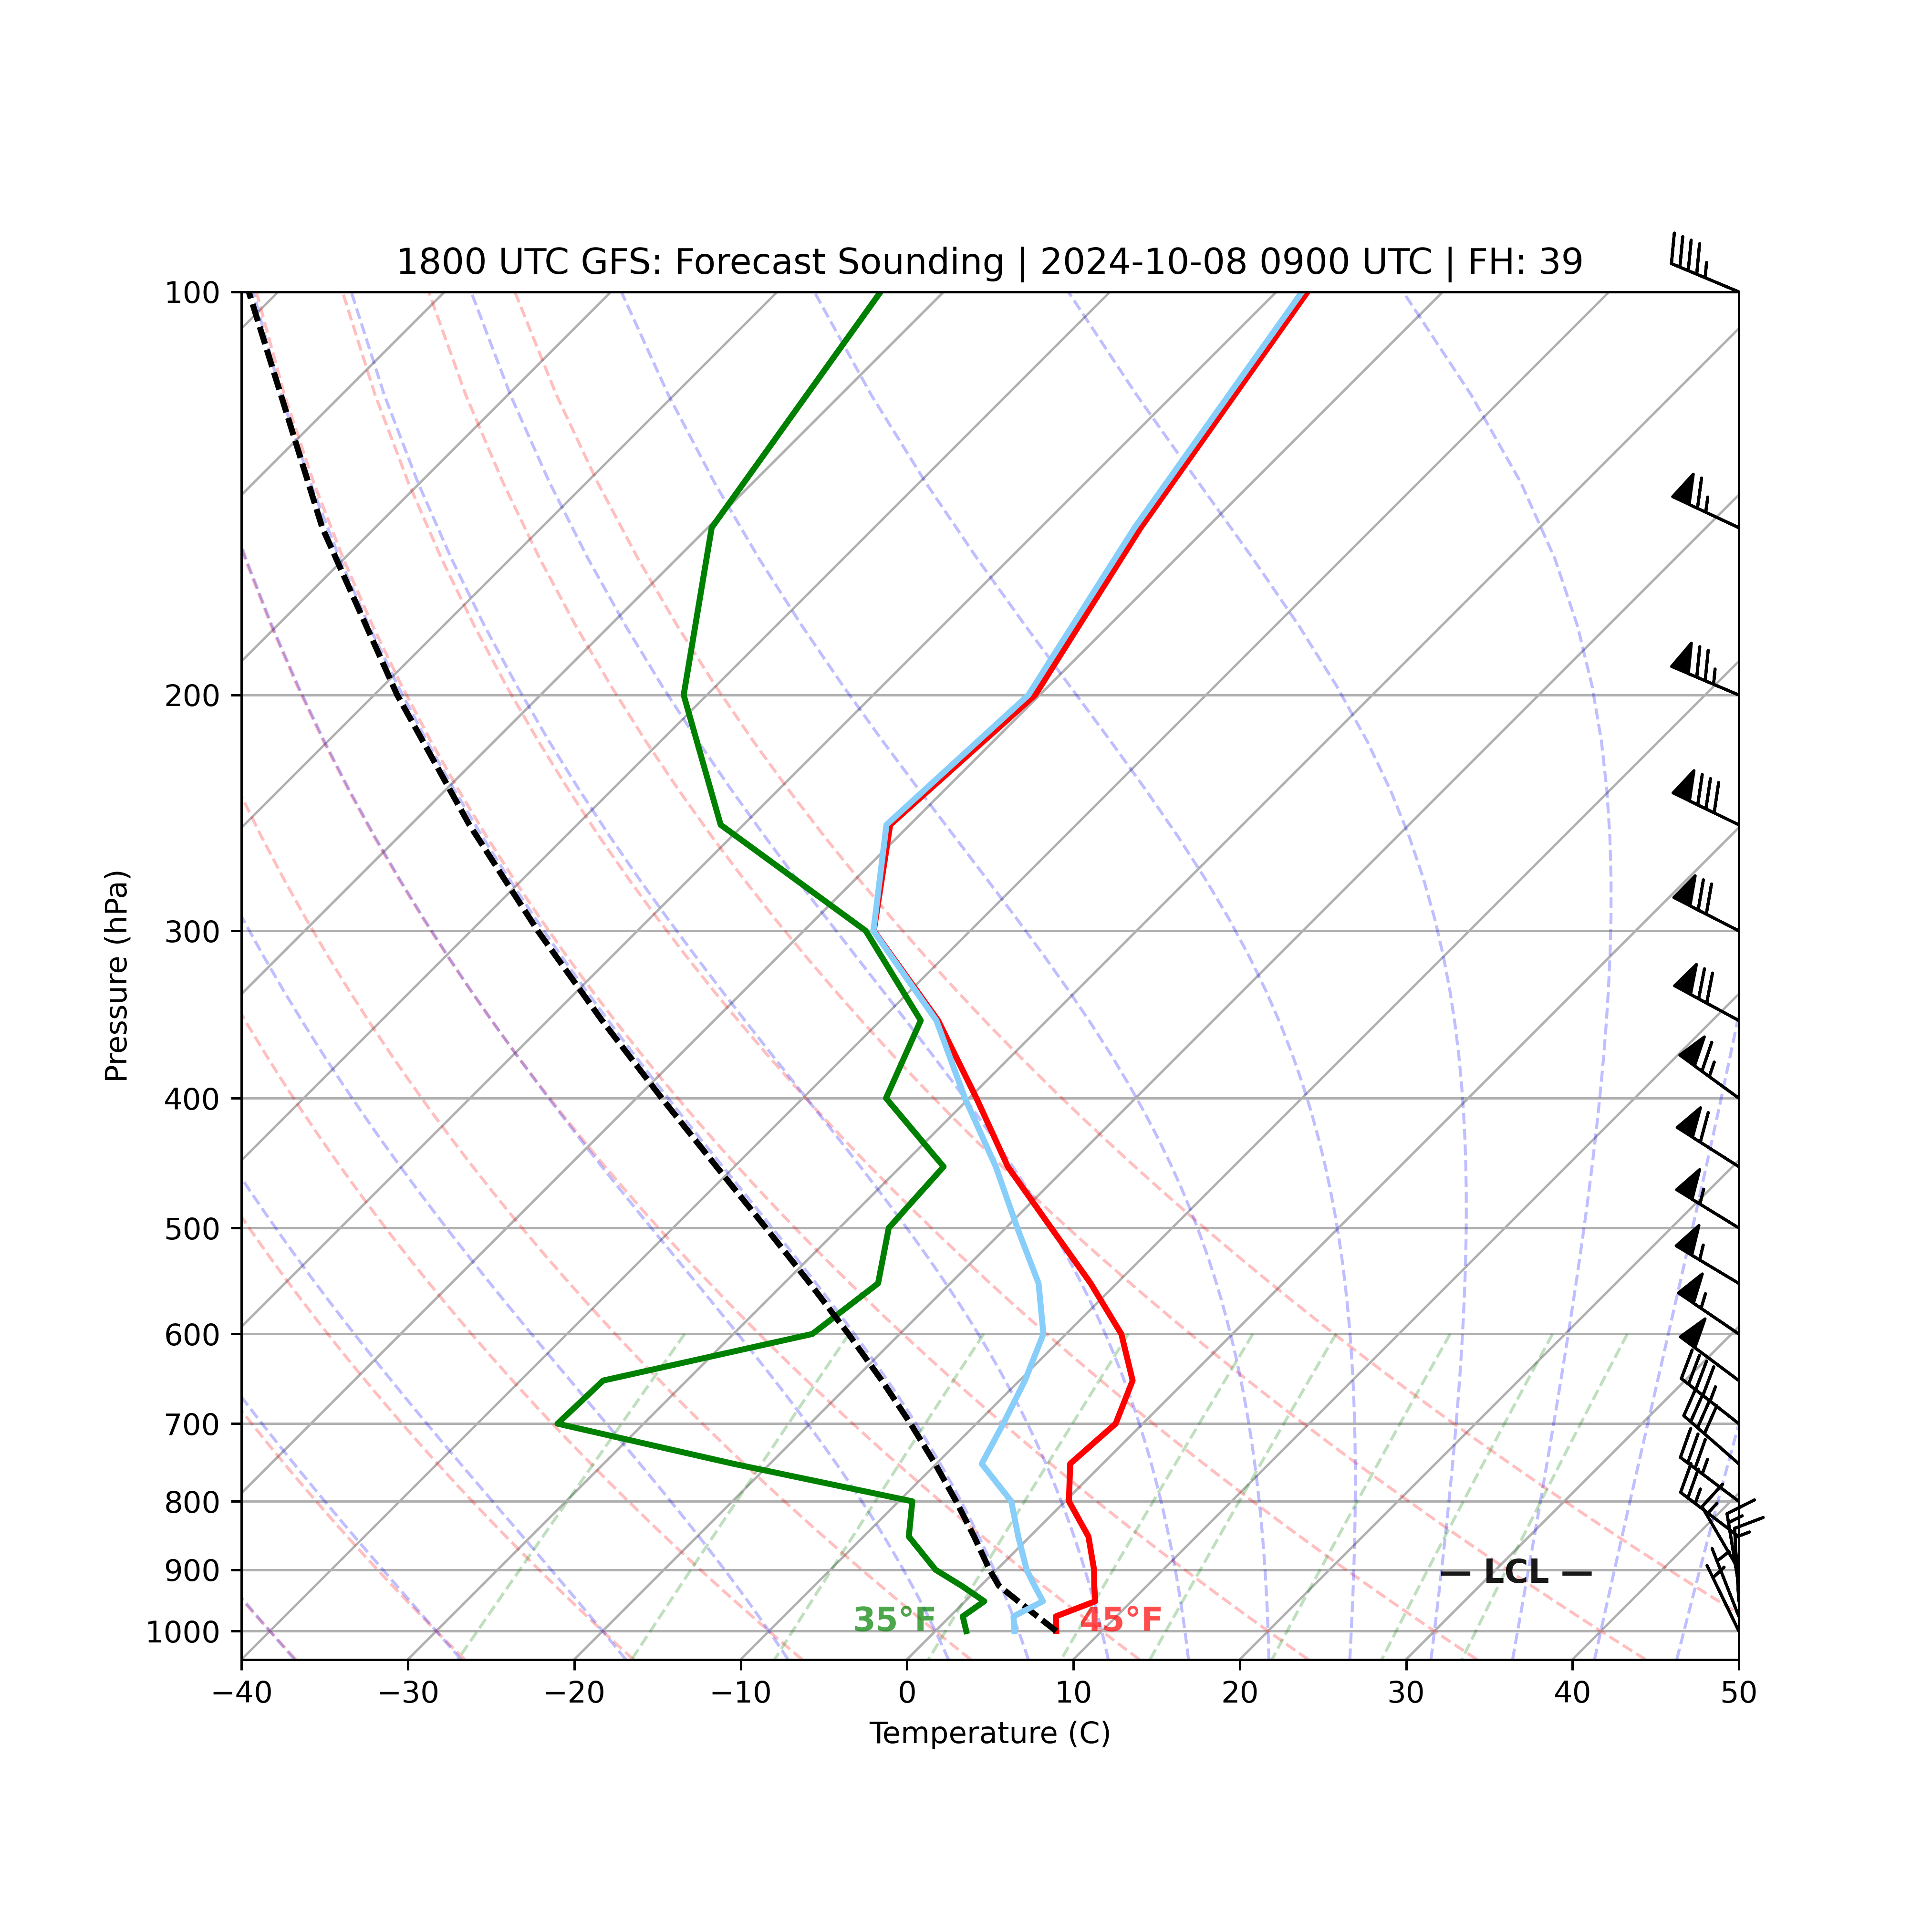 1800 UTC GFS: Forecast Sounding | 2024-10-08 0900 UTC | FH: 39
100
200
300
400
500
600
700
800
900
1000
Pressure (hPa)
— LCL —
35°F
45°F
−40 −30 −20 −10 0 10 20 30 40 50
Temperature (C)